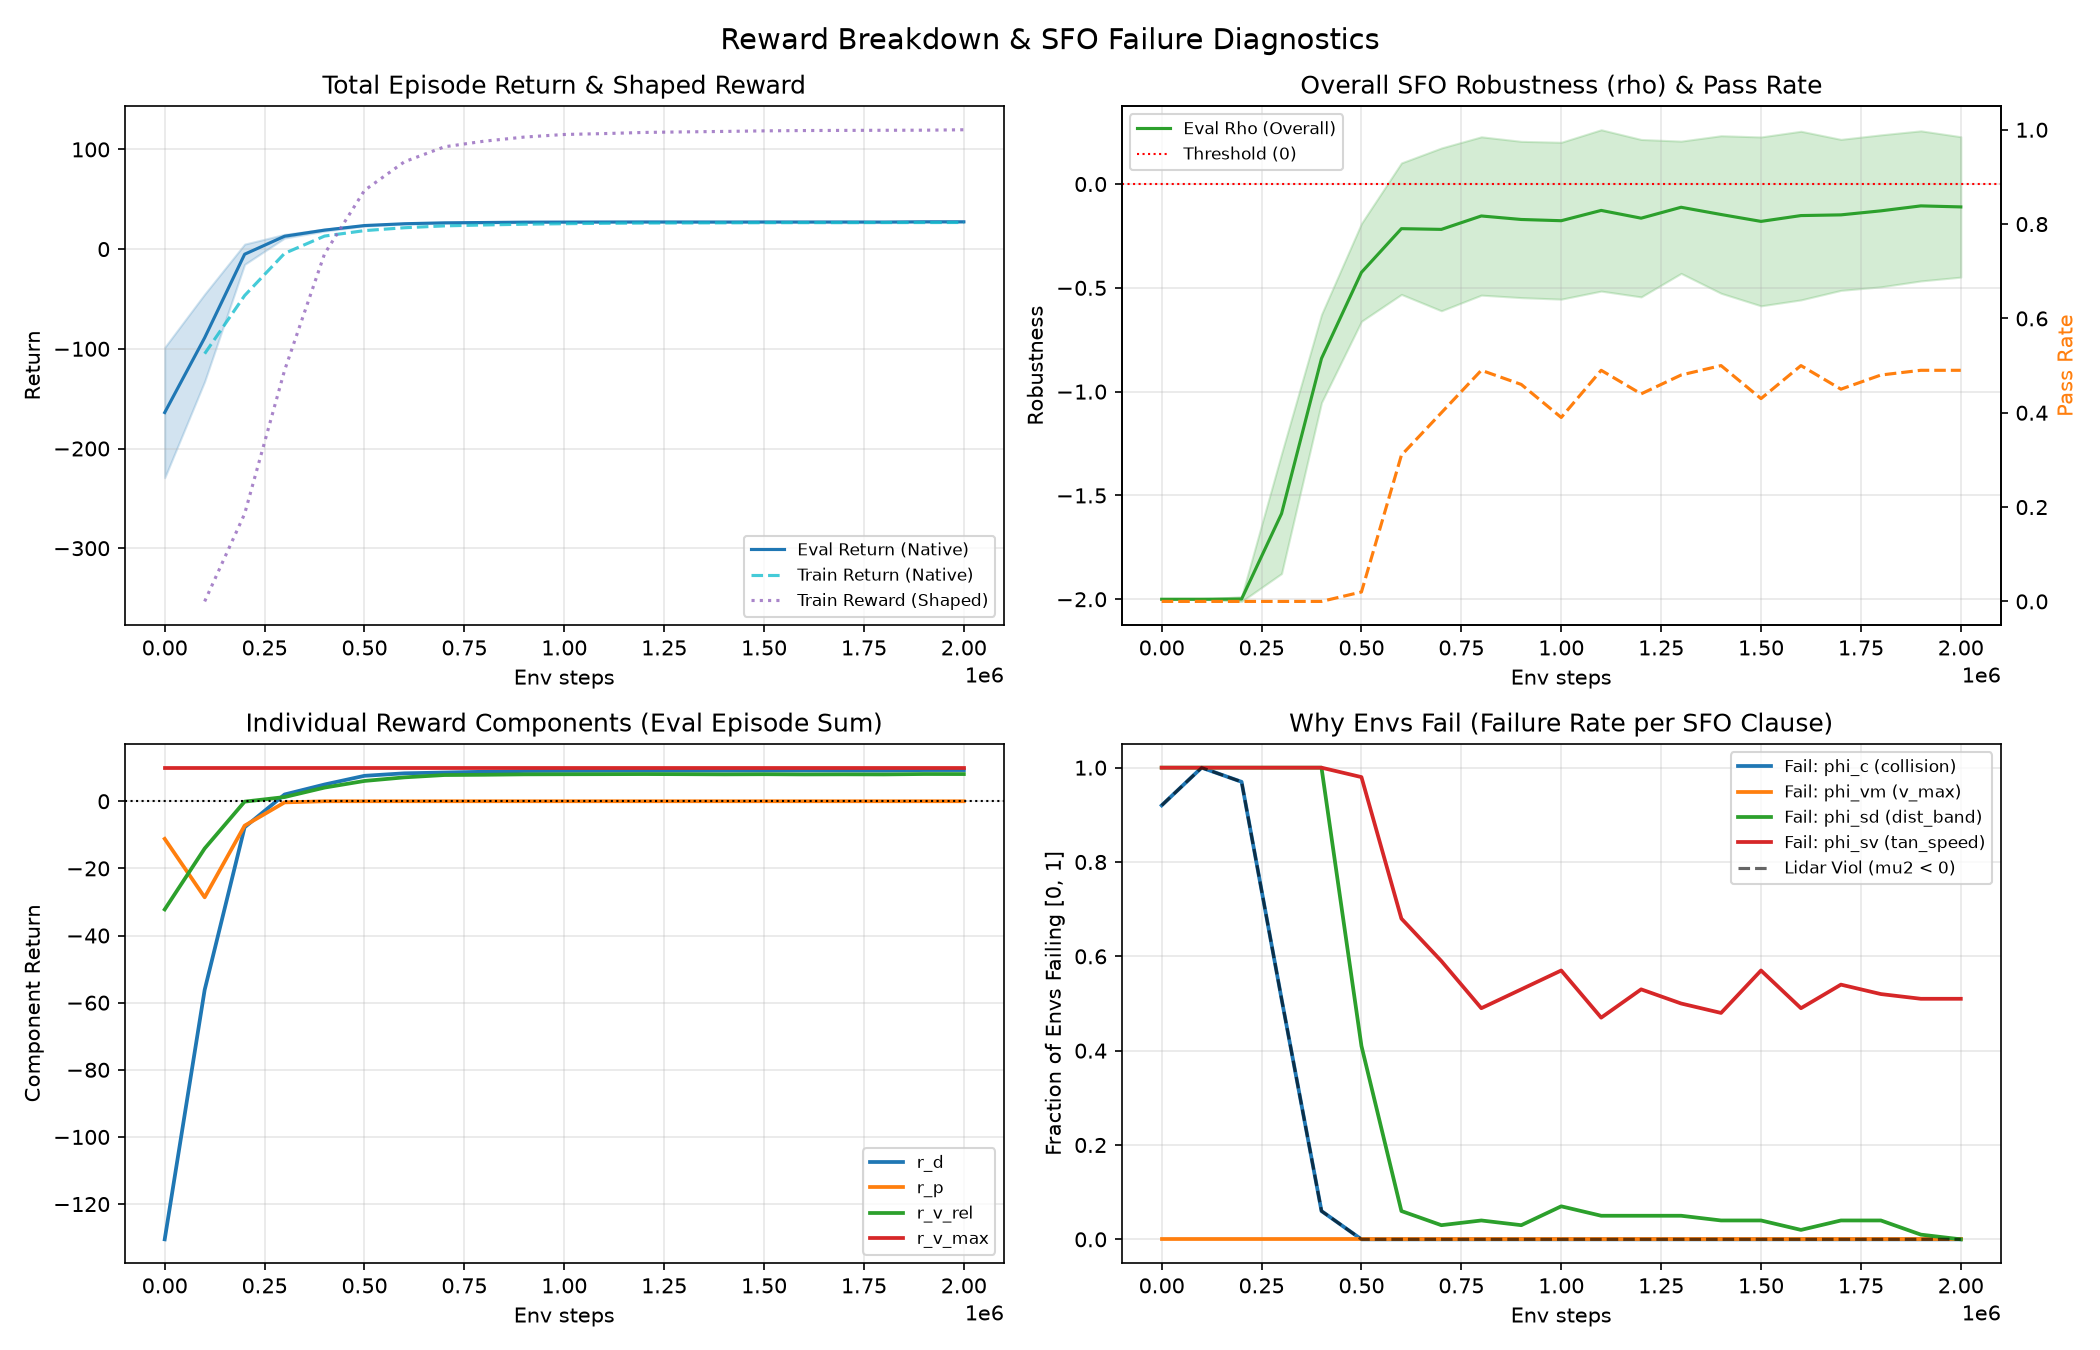 Reward Breakdown & SFO Failure Diagnostics
Total Episode Return & Shaped Reward
Return
100
0
−100
−200
−300
Eval Return (Native)
Train Return (Native)
Train Reward (Shaped)
0.00 0.25 0.50 0.75 1.00 1.25 1.50 1.75 2.00
Env steps
1e6
Overall SFO Robustness (rho) & Pass Rate
Robustness
0.0
−0.5
−1.0
−1.5
−2.0
Eval Rho (Overall)
Threshold (0)
1.0
0.8
0.6
0.4
0.2
0.0
Pass Rate
0.00 0.25 0.50 0.75 1.00 1.25 1.50 1.75 2.00
Env steps
1e6
Individual Reward Components (Eval Episode Sum)
Component Return
0
−20
−40
−60
−80
−100
−120
r_d
r_p
r_v_rel
r_v_max
0.00 0.25 0.50 0.75 1.00 1.25 1.50 1.75 2.00
Env steps
1e6
Why Envs Fail (Failure Rate per SFO Clause)
Fraction of Envs Failing [0, 1]
1.0
0.8
0.6
0.4
0.2
0.0
Fail: phi_c (collision)
Fail: phi_vm (v_max)
Fail: phi_sd (dist_band)
Fail: phi_sv (tan_speed)
Lidar Viol (mu2 < 0)
0.00 0.25 0.50 0.75 1.00 1.25 1.50 1.75 2.00
Env steps
1e6